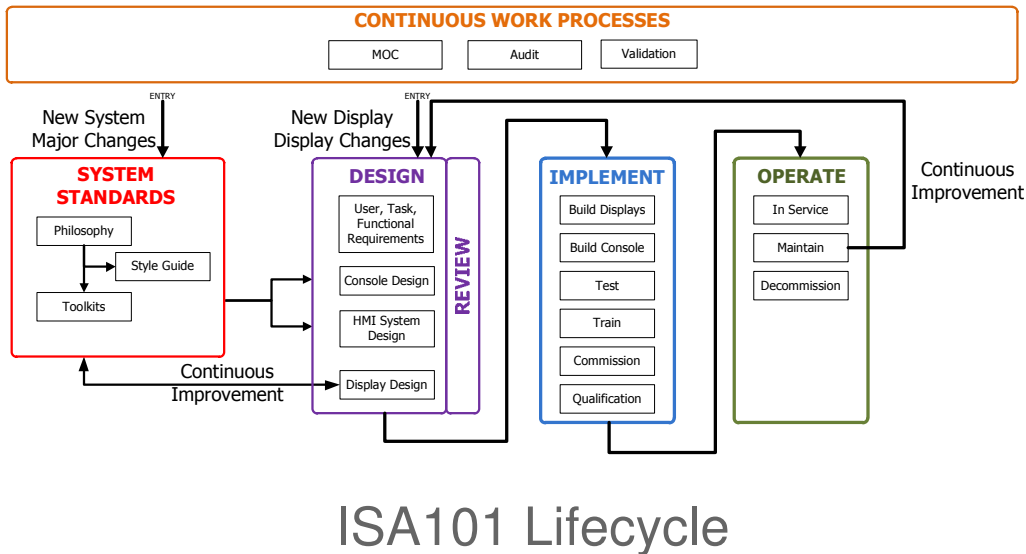 CONTINUOUS WORK PROCESSES
MOC
Audit
Validation
ENTRY
New System
Major Changes
ENTRY
New Display
Display Changes
SYSTEM
STANDARDS
Philosophy
Style Guide
Toolkits
Continuous
Improvement
DESIGN
User, Task,
Functional
Requirements
Console Design
HMI System
Design
Display Design
REVIEW
IMPLEMENT
Build Displays
Build Console
Test
Train
Commission
Qualification
OPERATE
In Service
Maintain
Decommission
Continuous
Improvement
ISA101 Lifecycle